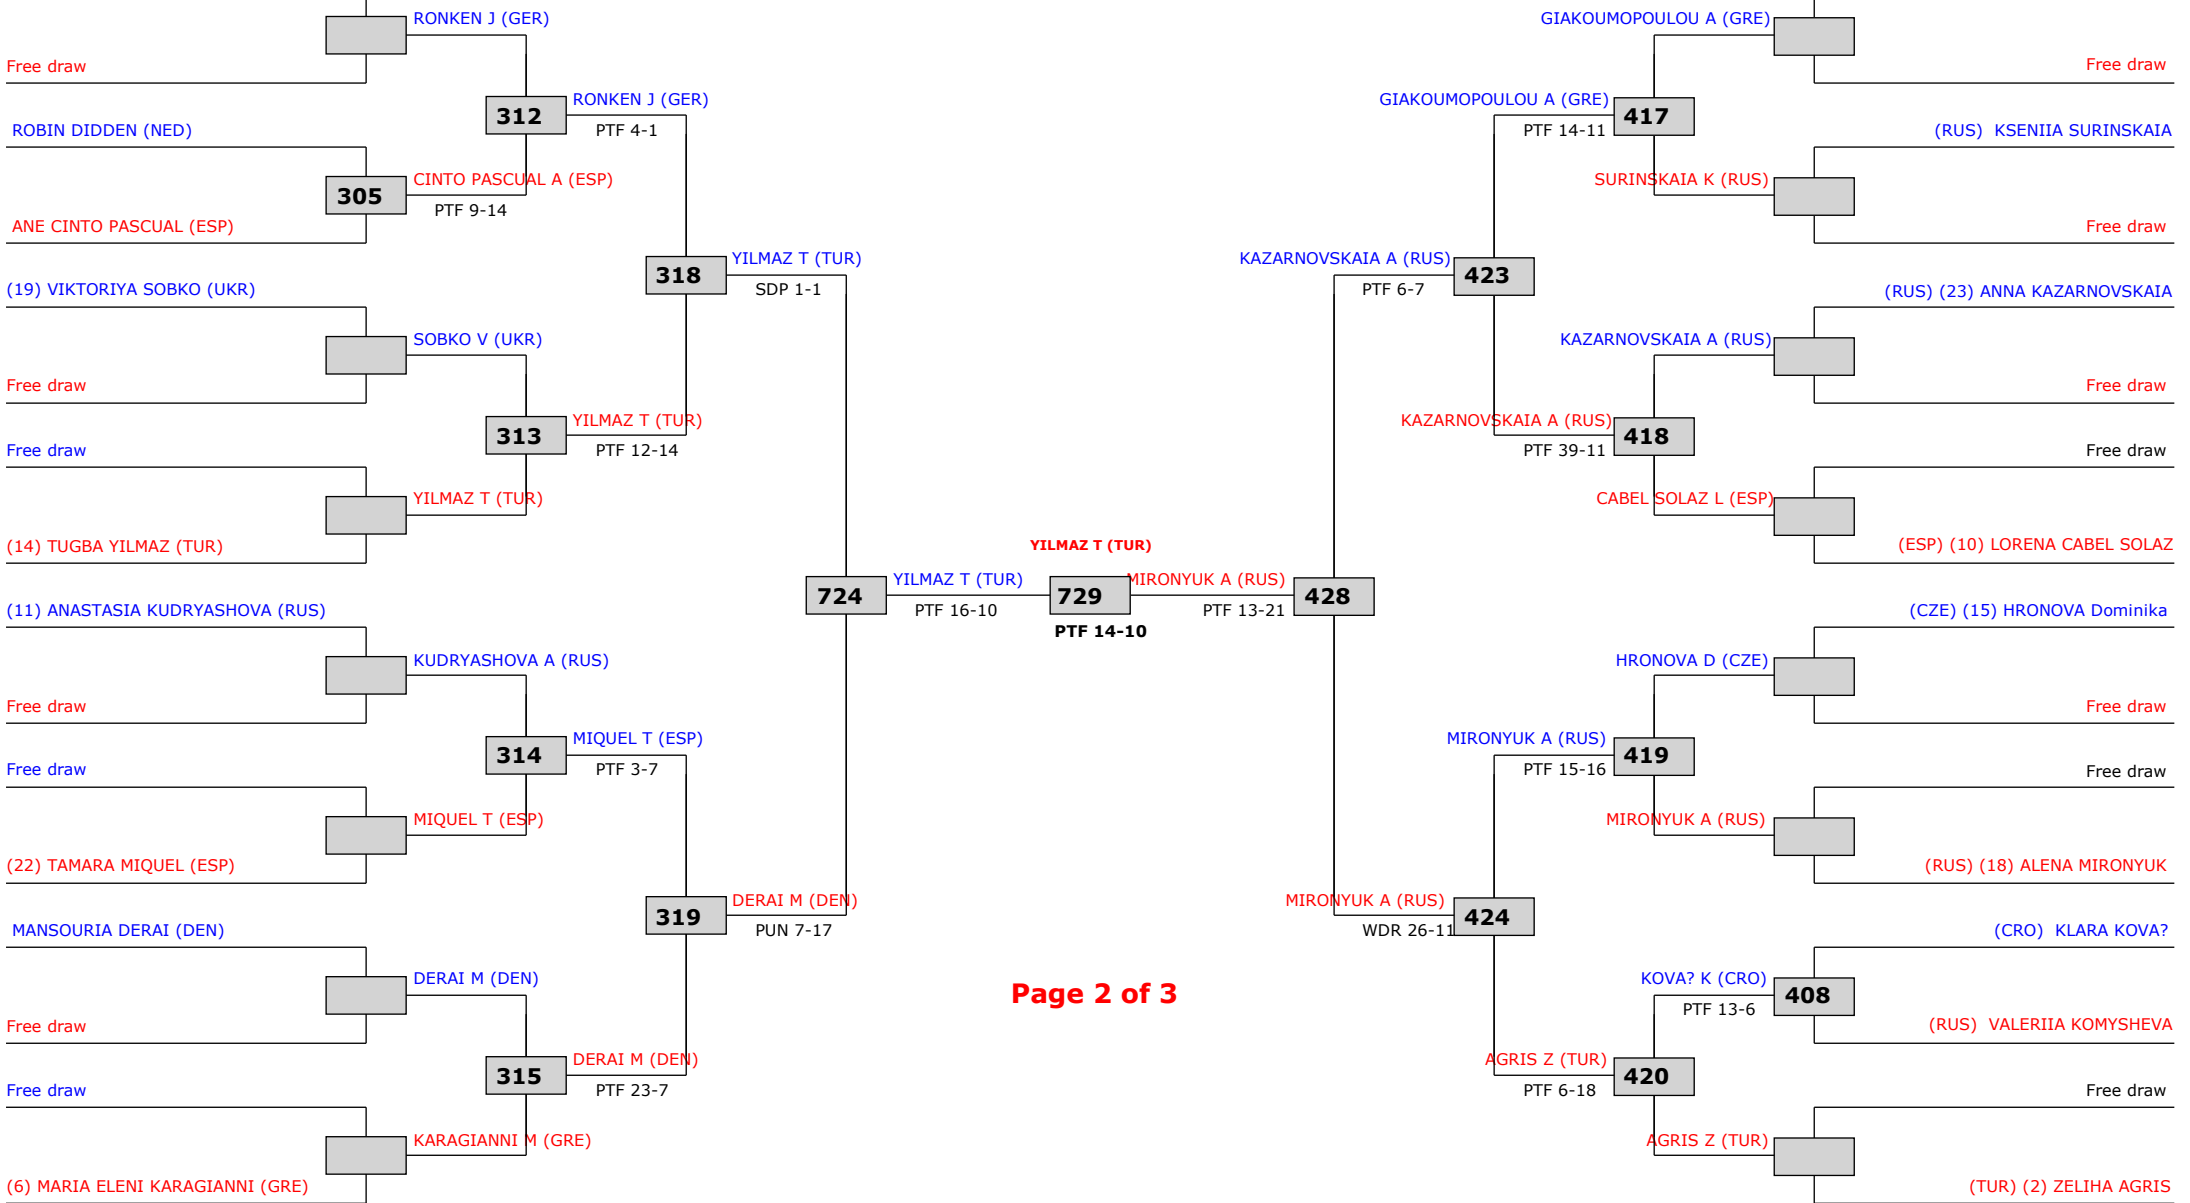 RONKEN J (GER)
Free draw
312
RONKEN J (GER)
PTF 4-1
ROBIN DIDDEN (NED)
305
CINTO PASCUAL A (ESP)
PTF 9-14
ANE CINTO PASCUAL (ESP)
318
YILMAZ T (TUR)
SDP 1-1
(19) VIKTORIYA SOBKO (UKR)
SOBKO V (UKR)
Free draw
313
YILMAZ T (TUR)
PTF 12-14
Free draw
YILMAZ T (TUR)
(14) TUGBA YILMAZ (TUR)
724
YILMAZ T (TUR)
PTF 16-10
(11) ANASTASIA KUDRYASHOVA (RUS)
KUDRYASHOVA A (RUS)
Free draw
314
MIQUEL T (ESP)
PTF 3-7
Free draw
MIQUEL T (ESP)
(22) TAMARA MIQUEL (ESP)
319
DERAI M (DEN)
PUN 7-17
MANSOURIA DERAI (DEN)
DERAI M (DEN)
Free draw
315
DERAI M (DEN)
PTF 23-7
Free draw
KARAGIANNI M (GRE)
(6) MARIA ELENI KARAGIANNI (GRE)
YILMAZ T (TUR)
729
PTF 14-10
Page 2 of 3
GIAKOUMOPOULOU A (GRE)
Free draw
GIAKOUMOPOULOU A (GRE)
417
PTF 14-11
(RUS) KSENIIA SURINSKAIA
SURINSKAIA K (RUS)
Free draw
KAZARNOVSKAIA A (RUS)
423
PTF 6-7
(RUS) (23) ANNA KAZARNOVSKAIA
KAZARNOVSKAIA A (RUS)
Free draw
KAZARNOVSKAIA A (RUS)
418
PTF 39-11
Free draw
CABEL SOLAZ L (ESP)
(ESP) (10) LORENA CABEL SOLAZ
MIRONYUK A (RUS)
428
PTF 13-21
(CZE) (15) HRONOVA Dominika
HRONOVA D (CZE)
Free draw
MIRONYUK A (RUS)
419
PTF 15-16
Free draw
MIRONYUK A (RUS)
(RUS) (18) ALENA MIRONYUK
MIRONYUK A (RUS)
424
WDR 26-11
(CRO) KLARA KOVA?
KOVA? K (CRO)
408
PTF 13-6
(RUS) VALERIIA KOMYSHEVA
AGRIS Z (TUR)
420
PTF 6-18
Free draw
AGRIS Z (TUR)
(TUR) (2) ZELIHA AGRIS